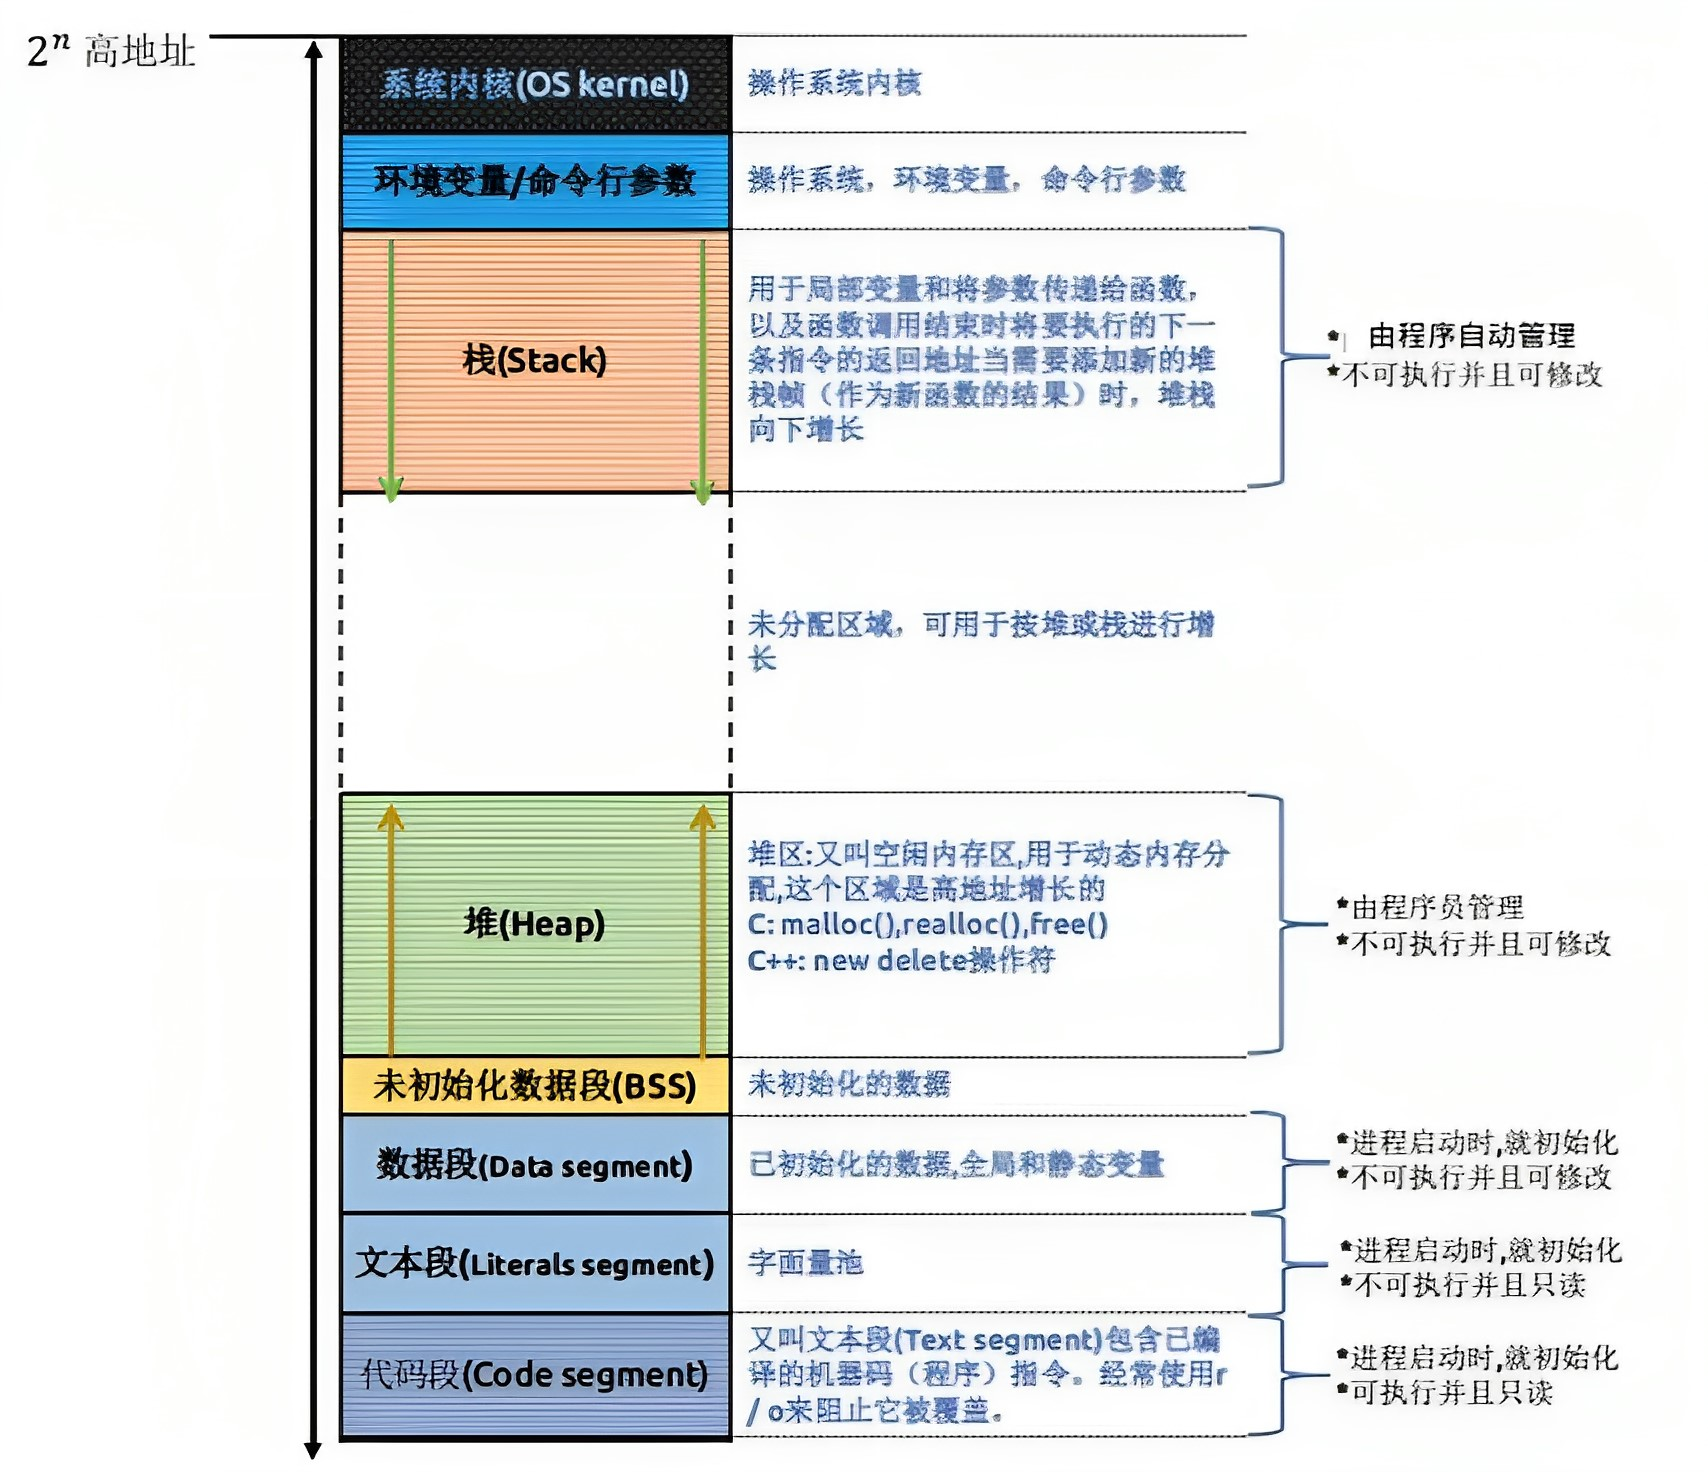 2ⁿ 高地址
系统内核(OS kernel)
操作系统内核
环境变量/命令行参数
操作系统，环境变量，命令行参数
栈(Stack)
用于局部变量和将参数传递给函数，
以及函数调用结束时将要执行的下一
条指令的返回地址当需要添加新的堆
栈帧（作为新函数的结果）时，堆栈
向下增长
* 由程序自动管理
*不可执行并且可修改
未分配区域，可用于按堆或栈进行增
长
堆(Heap)
堆区:又叫空闲内存区,用于动态内存分
配,这个区域是高地址增长的
C: malloc(),realloc(),free()
C++: new delete操作符
*由程序员管理
*不可执行并且可修改
未初始化数据段(BSS)
未初始化的数据
数据段(Data segment)
已初始化的数据,全局和静态变量
*进程启动时,就初始化
*不可执行并且可修改
文本段(Literals segment)
字面量池
*进程启动时,就初始化
*不可执行并且只读
代码段(Code segment)
又叫文本段(Text segment)包含已编
译的机器码（程序）指令。经常使用r
/ o来阻止它被覆盖。
*进程启动时,就初始化
*可执行并且只读